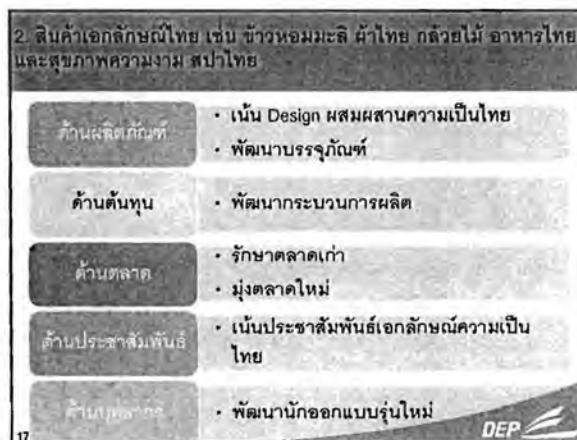 2. สินค้าเอกลักษณ์ไทย เช่น ข้าวหอมมะลิ ผ้าไทย กล้วยไม้ อาหารไทย
และสุขภาพความงาม สปาไทย
ด้านผลิตภัณฑ์
• เน้น Design ผสมผสานความเป็นไทย
• พัฒนาบรรจุภัณฑ์
ด้านต้นทุน
• พัฒนากระบวนการผลิต
ด้านตลาด
• รักษาตลาดเก่า
• มุ่งตลาดใหม่
ด้านประชาสัมพันธ์
• เน้นประชาสัมพันธ์เอกลักษณ์ความเป็น
ไทย
ด้านบุคลากร
• พัฒนานักออกแบบรุ่นใหม่
17
DEP